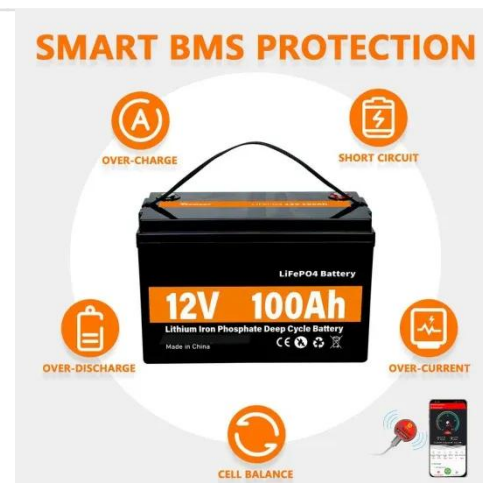 SMART BMS PROTECTION
OVER-CHARGE
SHORT CIRCUIT
LiFePO4 Battery
12V 100Ah
Lithium Iron Phosphate Deep Cycle Battery
Made in China
CE
OVER-DISCHARGE
OVER-CURRENT
CELL BALANCE